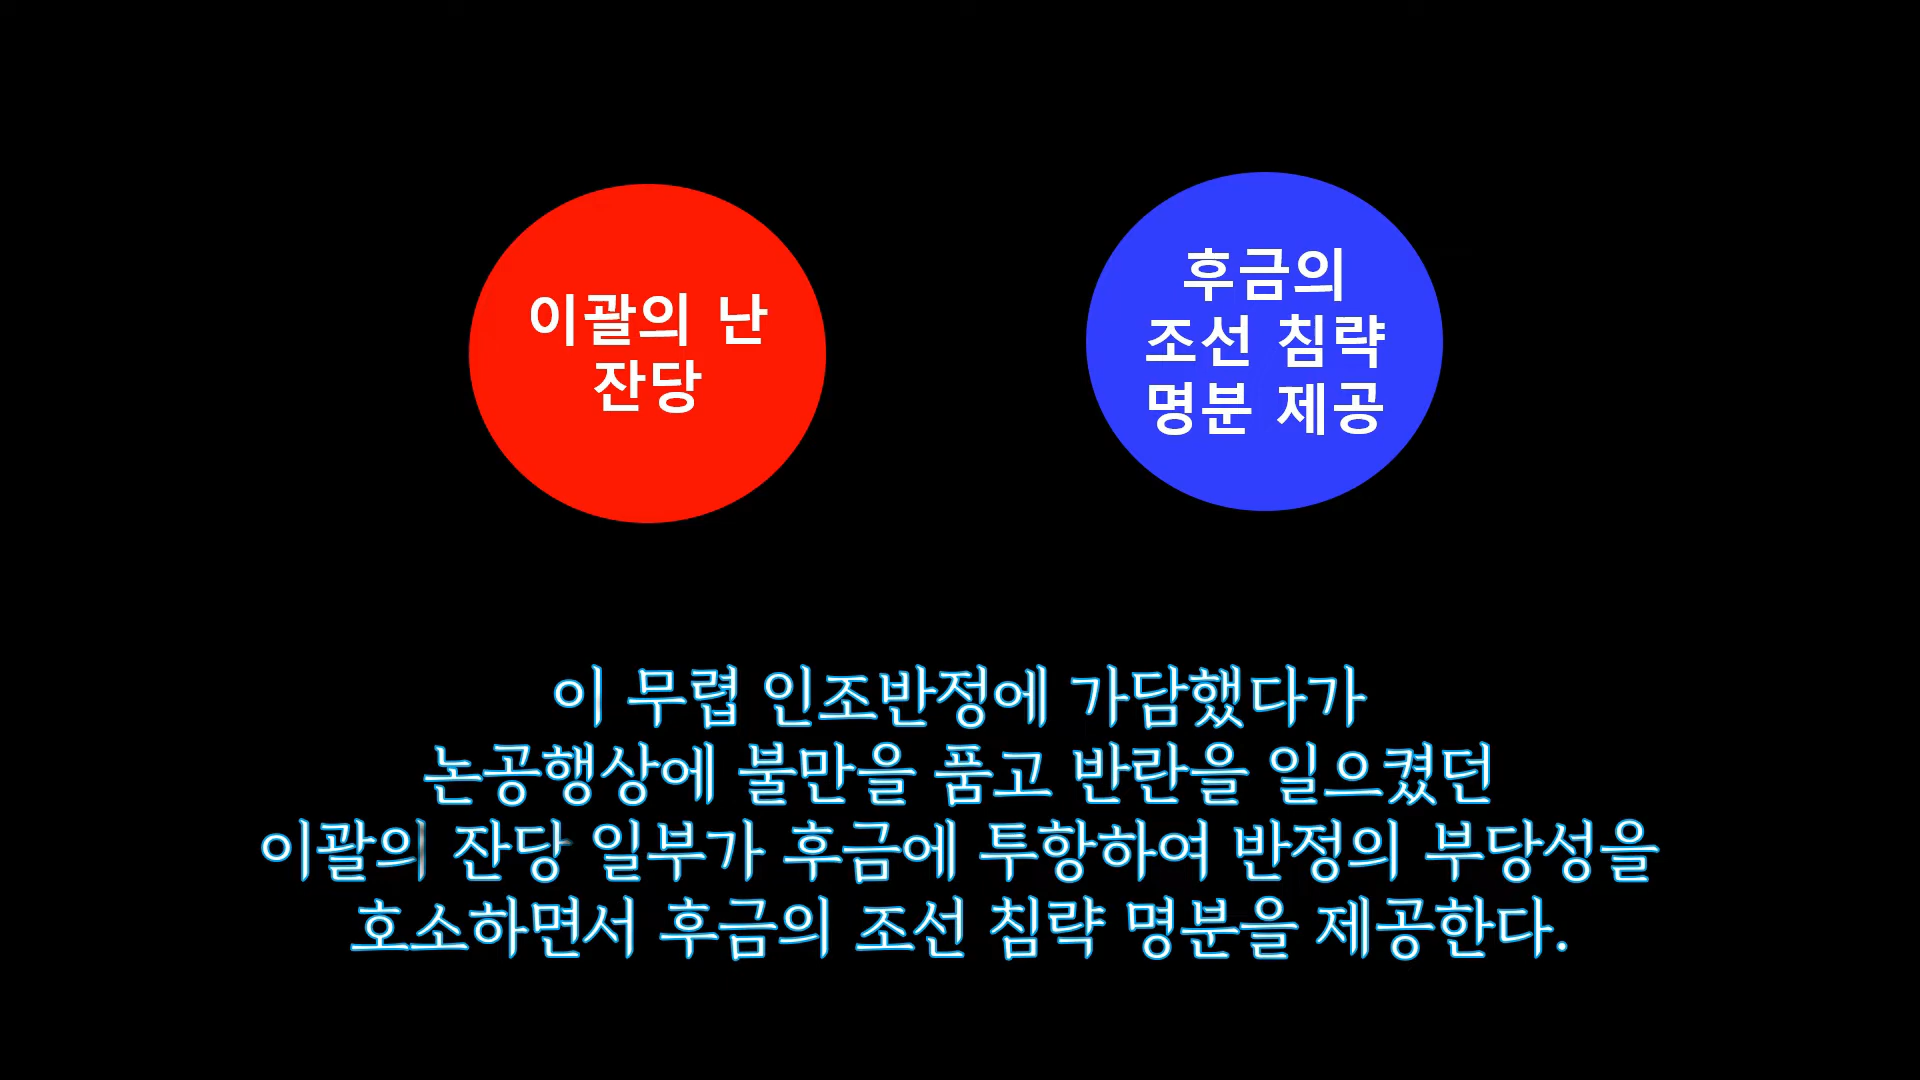 이괄의 난
잔당
후금의
조선 침략
명분 제공
이 무렵 인조반정에 가담했다가
논공행상에 불만을 품고 반란을 일으켰던
이괄의 잔당 일부가 후금에 투항하여 반정의 부당성을
호소하면서 후금의 조선 침략 명분을 제공한다.